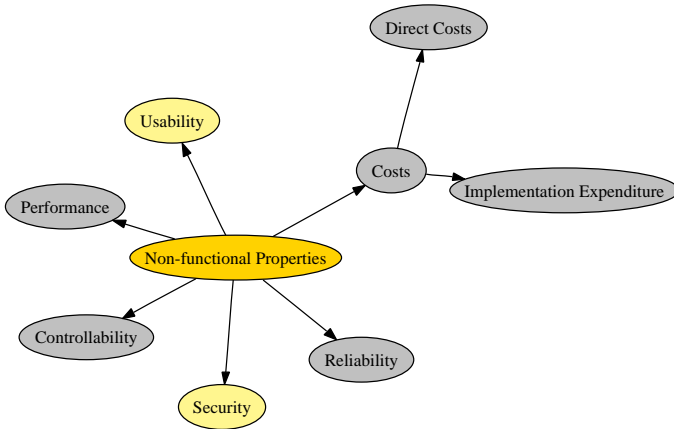 Direct Costs
Usability
Costs
Implementation Expenditure
Performance
Non-functional Properties
Controllability
Reliability
Security